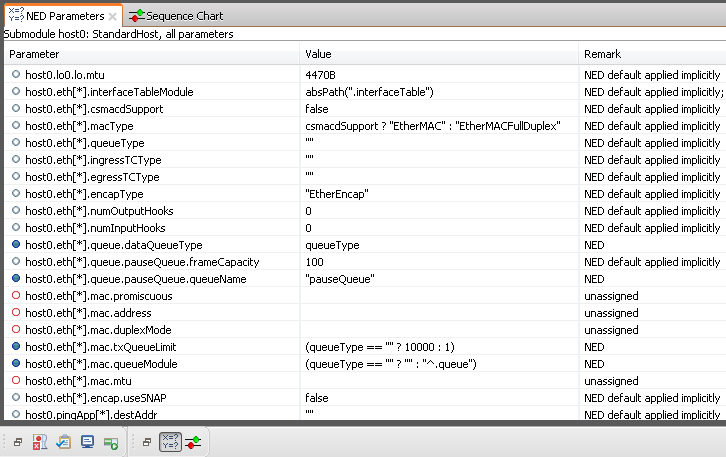 X=?
Y=? NED Parameters Sequence Chart
Submodule host0: StandardHost, all parameters
Parameter Value Remark
host0.lo0.lo.mtu 4470B NED default applied implicitly
host0.eth[*].interfaceTableModule absPath(".interfaceTable") NED default applied implicitly;
host0.eth[*].csmacdSupport false NED default applied implicitly
host0.eth[*].macType csmacdSupport ? "EtherMAC" : "EtherMACFullDuplex" NED default applied implicitly
host0.eth[*].queueType "" NED default applied implicitly
host0.eth[*].ingressTCType "" NED default applied implicitly
host0.eth[*].egressTCType "" NED default applied implicitly
host0.eth[*].encapType "EtherEncap" NED default applied implicitly
host0.eth[*].numOutputHooks 0 NED default applied implicitly
host0.eth[*].numInputHooks 0 NED default applied implicitly
host0.eth[*].queue.dataQueueType queueType NED
host0.eth[*].queue.pauseQueue.frameCapacity 100 NED default applied implicitly
host0.eth[*].queue.pauseQueue.queueName "pauseQueue" NED
host0.eth[*].mac.promiscuous unassigned
host0.eth[*].mac.address unassigned
host0.eth[*].mac.duplexMode unassigned
host0.eth[*].mac.txQueueLimit (queueType == "" ? 10000 : 1) NED
host0.eth[*].mac.queueModule (queueType == "" ? "" : "^.queue") NED
host0.eth[*].mac.mtu unassigned
host0.eth[*].encap.useSNAP false NED default applied implicitly
host0.pingApp[*].destAddr "" NED default applied implicitly
X=?
Y=?